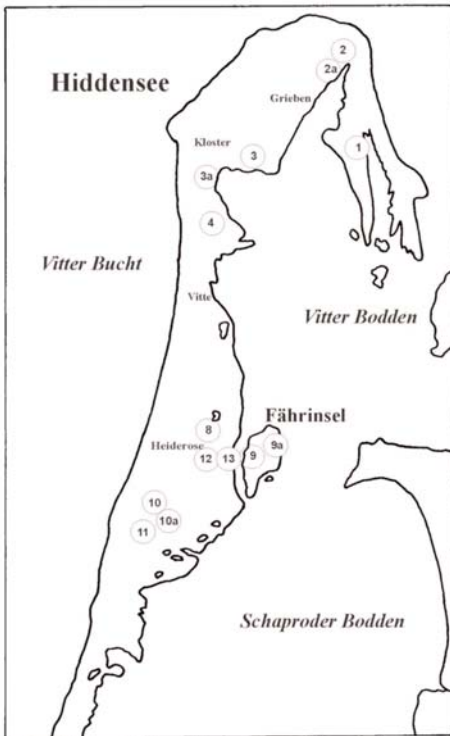 2
Hiddensee
2a
Grieben
1
Kloster
3
3a
4
Vitter Bucht
Vitte
Vitter Bodden
Fährinsel
8
9a
Heiderose
12
13
9
10
10a
11
Schaproder Bodden